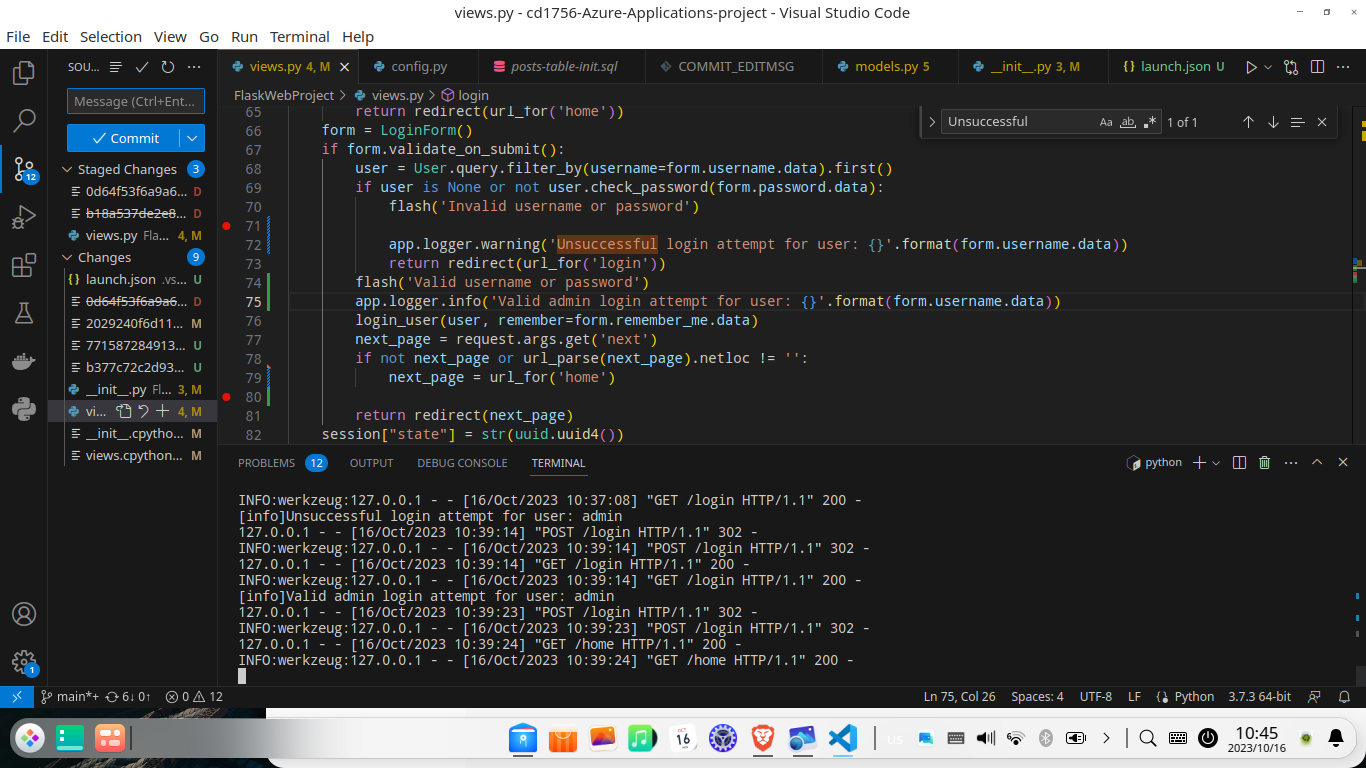 views.py - cd1756-Azure-Applications-project - Visual Studio Code
File Edit Selection View Go Run Terminal Help
SOU...
views.py 4, M
config.py
posts-table-init.sql
COMMIT_EDITMSG
models.py 5
__init__.py 3, M
launch.json U
Message (Ctrl+Ent...
Commit
Staged Changes 3
0d64f53f6a9a6... D
b18a537de2e8... D
views.py Fla... 4, M
Changes 9
launch.json .vs... U
0d64f53f6a9a6... D
2029240f6d11... M
771587284913... U
b377c72c2d93... U
__init__.py Fl... 3, M
vi... 4, M
__init__.cpytho... M
views.cpython... M
12
1
FlaskWebProject > views.py > login
Unsuccessful
Aa ab
1 of 1
65 return redirect(url_for('home'))
66 form = LoginForm()
67 if form.validate_on_submit():
68 user = User.query.filter_by(username=form.username.data).first()
69 if user is None or not user.check_password(form.password.data):
70 flash('Invalid username or password')
71
72 app.logger.warning('Unsuccessful login attempt for user: {}'.format(form.username.data))
73 return redirect(url_for('login'))
74 flash('Valid username or password')
75 app.logger.info('Valid admin login attempt for user: {}'.format(form.username.data))
76 login_user(user, remember=form.remember_me.data)
77 next_page = request.args.get('next')
78 if not next_page or url_parse(next_page).netloc != '':
79 next_page = url_for('home')
80
81 return redirect(next_page)
82 session["state"] = str(uuid.uuid4())
PROBLEMS 12 OUTPUT DEBUG CONSOLE TERMINAL
python
INFO:werkzeug:127.0.0.1 - - [16/Oct/2023 10:37:08] "GET /login HTTP/1.1" 200 -
[info]Unsuccessful login attempt for user: admin
127.0.0.1 - - [16/Oct/2023 10:39:14] "POST /login HTTP/1.1" 302 -
INFO:werkzeug:127.0.0.1 - - [16/Oct/2023 10:39:14] "POST /login HTTP/1.1" 302 -
127.0.0.1 - - [16/Oct/2023 10:39:14] "GET /login HTTP/1.1" 200 -
INFO:werkzeug:127.0.0.1 - - [16/Oct/2023 10:39:14] "GET /login HTTP/1.1" 200 -
[info]Valid admin login attempt for user: admin
127.0.0.1 - - [16/Oct/2023 10:39:23] "POST /login HTTP/1.1" 302 -
INFO:werkzeug:127.0.0.1 - - [16/Oct/2023 10:39:23] "POST /login HTTP/1.1" 302 -
127.0.0.1 - - [16/Oct/2023 10:39:24] "GET /home HTTP/1.1" 200 -
INFO:werkzeug:127.0.0.1 - - [16/Oct/2023 10:39:24] "GET /home HTTP/1.1" 200 -
main*+ 6↓ 0↑ 0 12
Ln 75, Col 26 Spaces: 4 UTF-8 LF Python 3.7.3 64-bit
OCT
16
us
10:45
2023/10/16